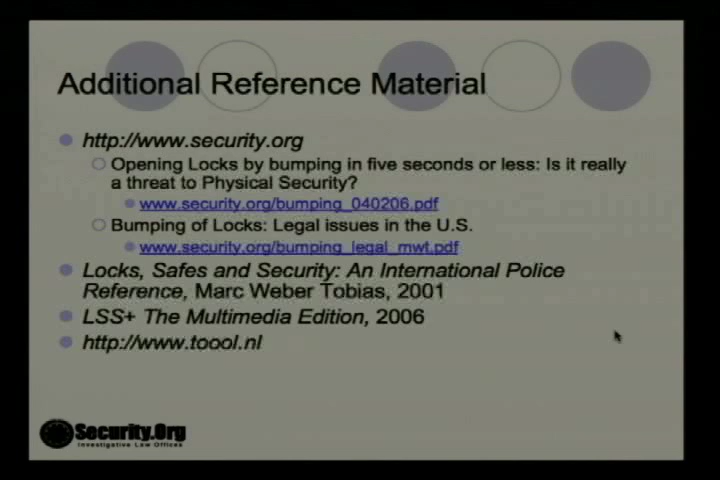 Additional Reference Material
http://www.security.org
Opening Locks by bumping in five seconds or less: Is it really
a threat to Physical Security?
www.security.org/bumping_040206.pdf
Bumping of Locks: Legal issues in the U.S.
www.security.org/bumping_legal_mwt.pdf
Locks, Safes and Security: An International Police
Reference, Marc Weber Tobias, 2001
LSS+ The Multimedia Edition, 2006
http://www.toool.nl
Security.Org
Investigative Law Offices